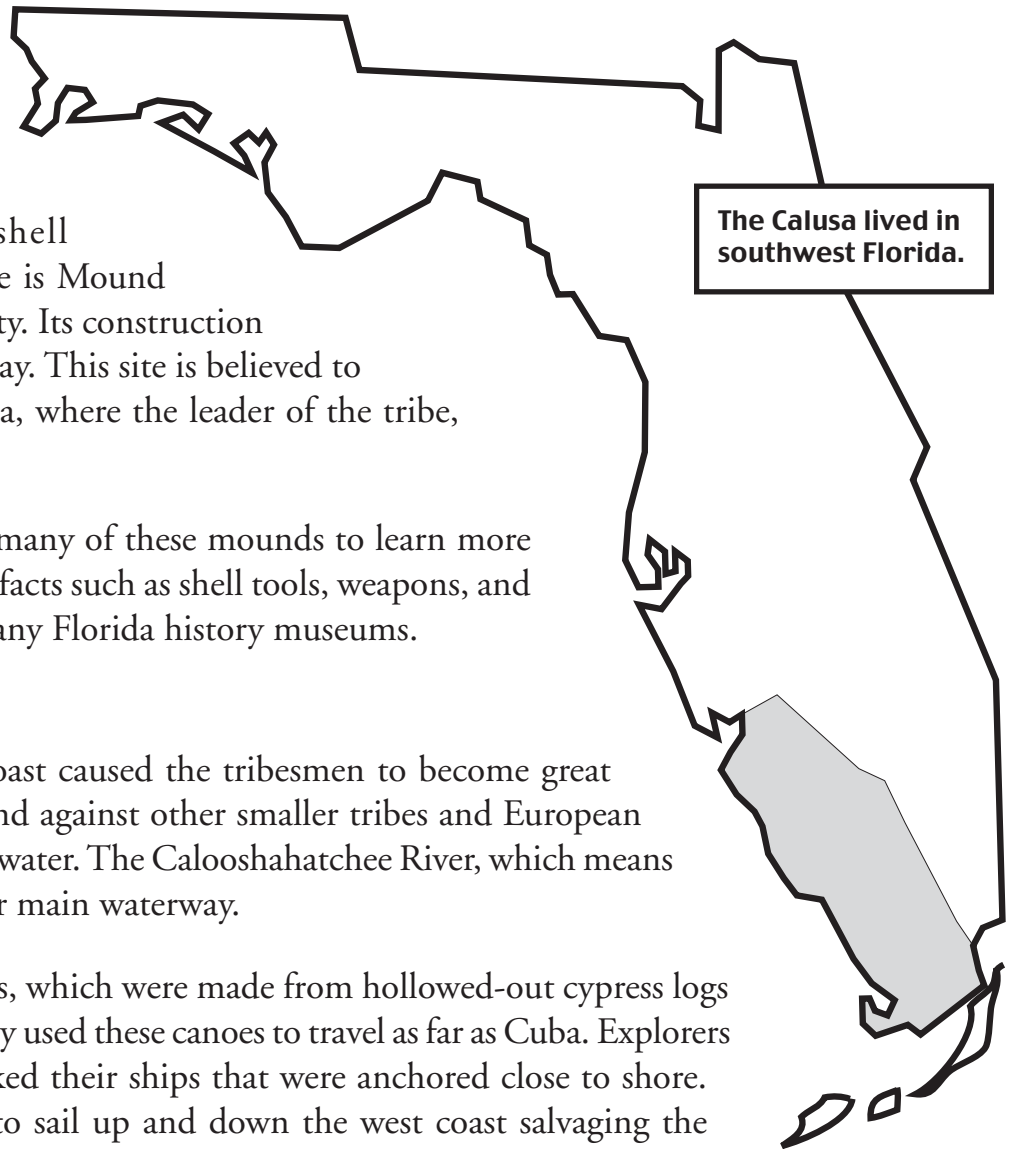 The Calusa lived in
southwest Florida.
shell
e is Mound
ty. Its construction
ay. This site is believed to
a, where the leader of the tribe,
many of these mounds to learn more
facts such as shell tools, weapons, and
any Florida history museums.
oast caused the tribesmen to become great
nd against other smaller tribes and European
water. The Calooshahatchee River, which means
r main waterway.
s, which were made from hollowed-out cypress logs
y used these canoes to travel as far as Cuba. Explorers
ked their ships that were anchored close to shore.
to sail up and down the west coast salvaging the